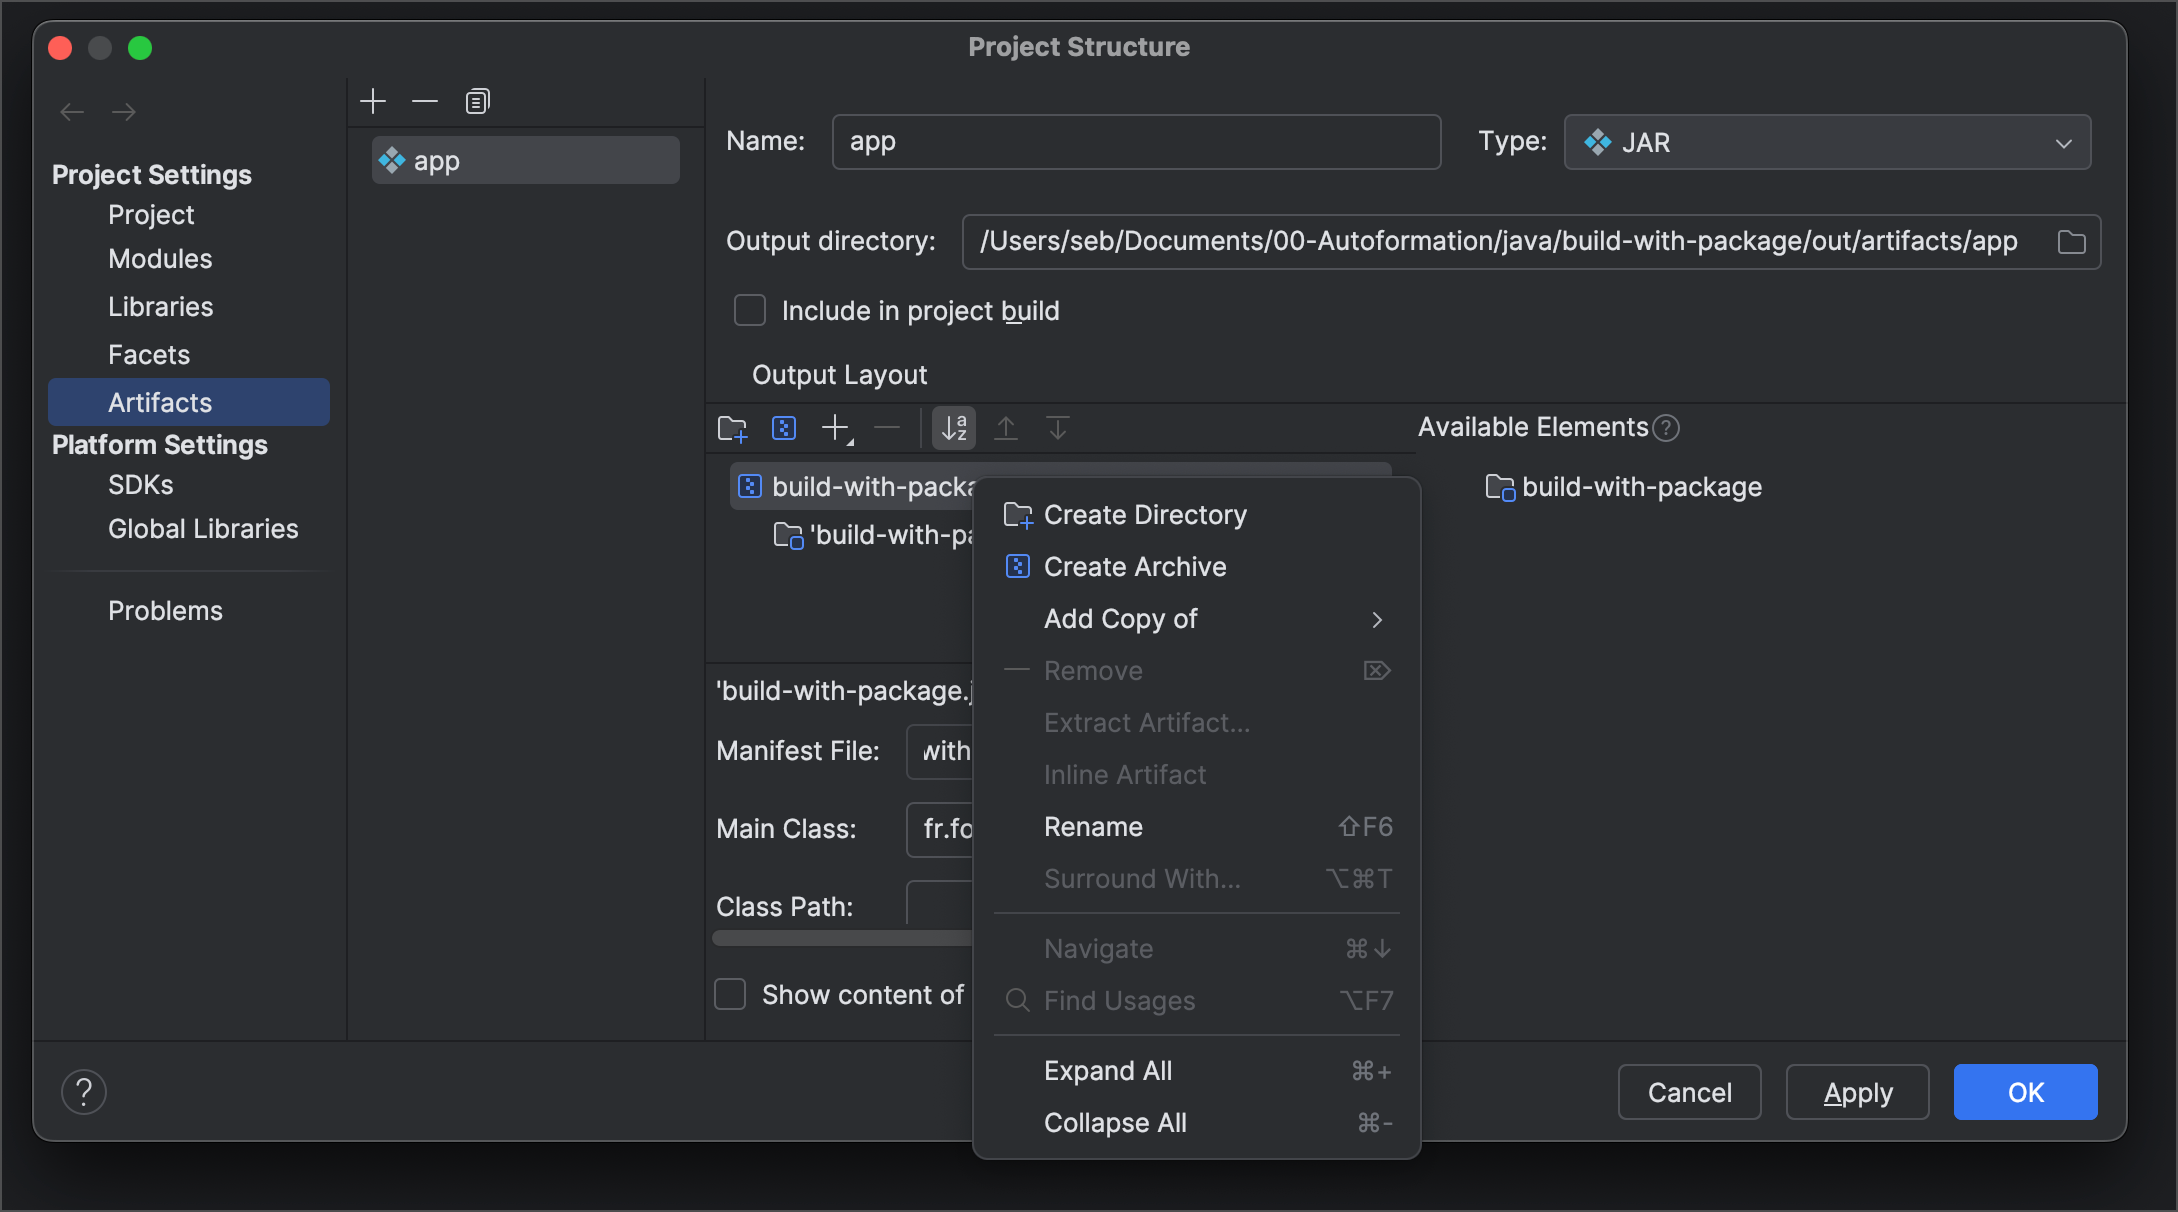 Project Structure
Project Settings
Project
Modules
Libraries
Facets
Artifacts
Platform Settings
SDKs
Global Libraries
Problems
app
Name: app
Type: JAR
Output directory: /Users/seb/Documents/00-Autoformation/java/build-with-package/out/artifacts/app
Include in project build
Output Layout
Available Elements ?
build-with-packa
'build-with-pa
build-with-package
'build-with-package.j
Manifest File: with
Main Class: fr.fo
Class Path:
Show content of
Create Directory
Create Archive
Add Copy of
Remove ⌦
Extract Artifact...
Inline Artifact
Rename ⇧F6
Surround With... ⌥⌘T
Navigate ⌘↓
Find Usages ⌥F7
Expand All ⌘+
Collapse All ⌘-
? Cancel Apply OK